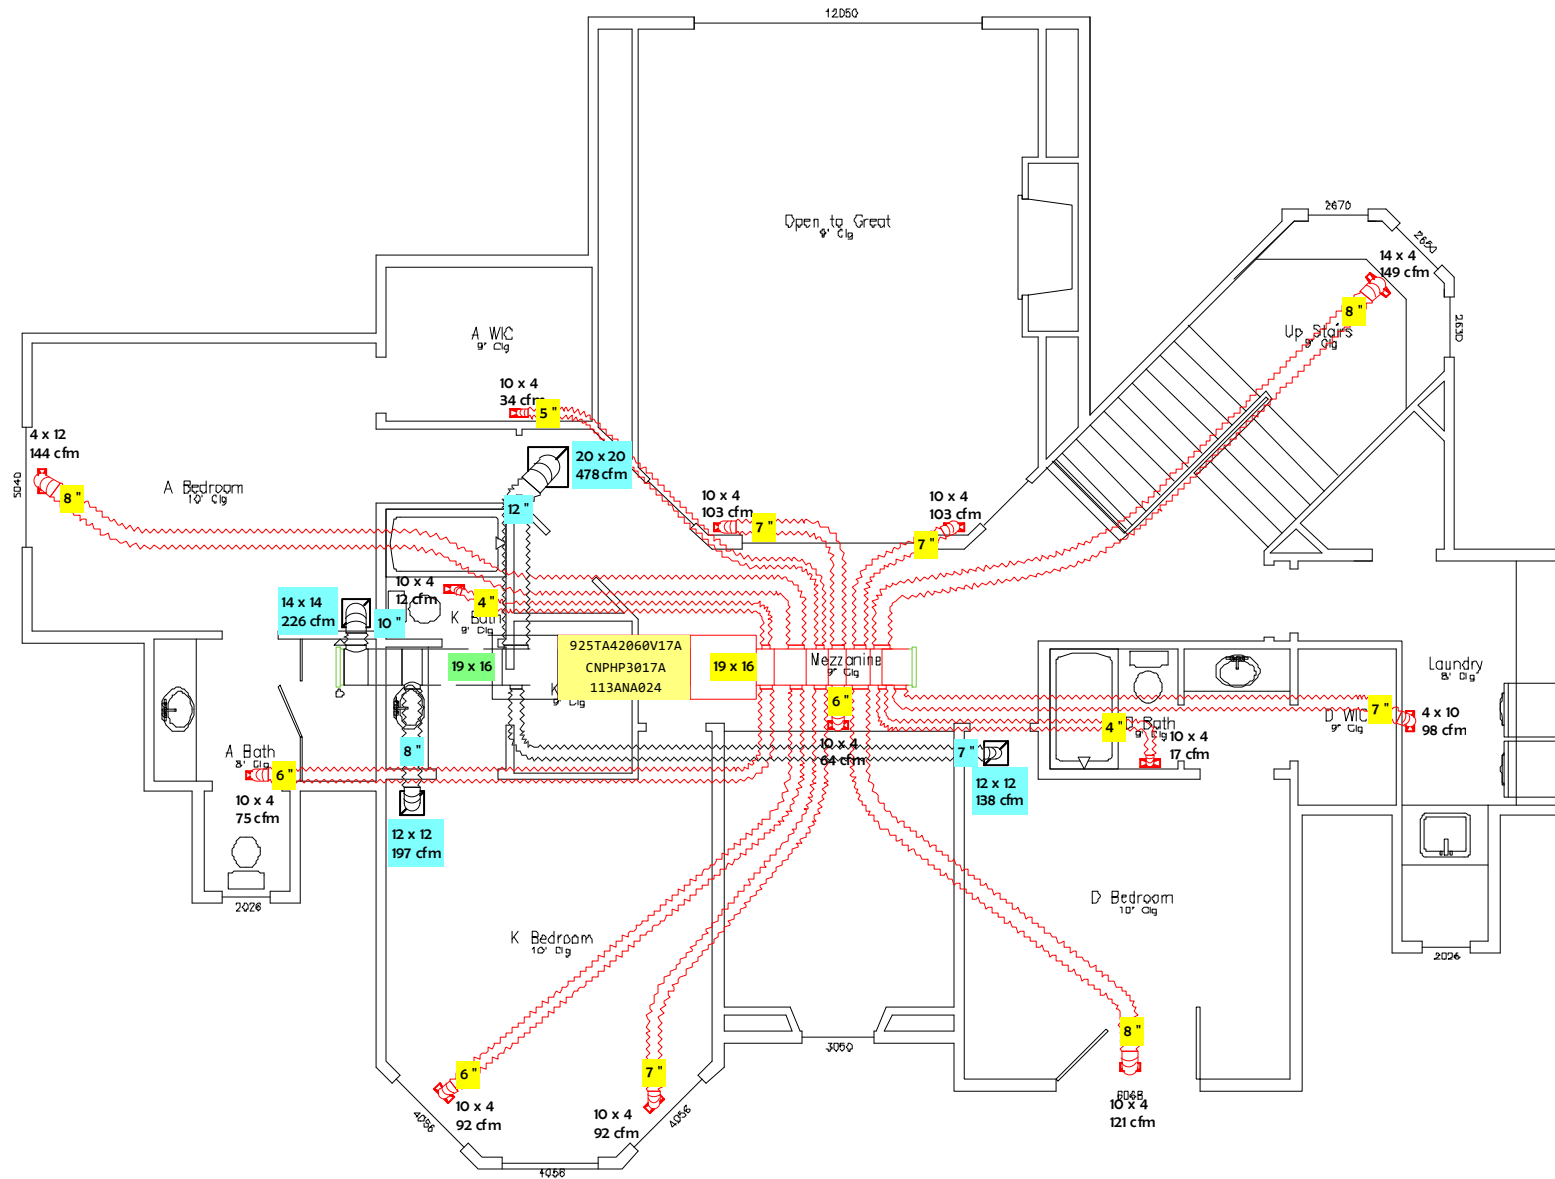 12050
2670
2650
Open to Great
9' Clg
14 x 4
149 cfm
8 "
2630
Up Stairs
9' Clg
A WIC
9' Clg
10 x 4
34 cfm
5 "
4 x 12
144 cfm
5040
8 "
A Bedroom
10' Clg
20 x 20
478 cfm
12 "
10 x 4
103 cfm
7 "
10 x 4
103 cfm
7 "
14 x 14
226 cfm
10 "
10 x 4
12 cfm
4 "
K Bath
9' Clg
19 x 16
925TA42060V17A
CNPHP3017A
113ANA024
19 x 16
Mezzanine
9' Clg
Laundry
8' Clg
K
9' Clg
6 "
10 x 4
64 cfm
7 "
12 x 12
138 cfm
4 "
D Bath
9' Clg
10 x 4
17 cfm
7 "
D WIC
9' Clg
4 x 10
98 cfm
A Bath
8' Clg
6 "
10 x 4
75 cfm
8 "
12 x 12
197 cfm
2026
D Bedroom
10' Clg
K Bedroom
10' Clg
2026
3050
8 "
6068
10 x 4
121 cfm
6 "
10 x 4
92 cfm
7 "
10 x 4
92 cfm
4056
4056
4056